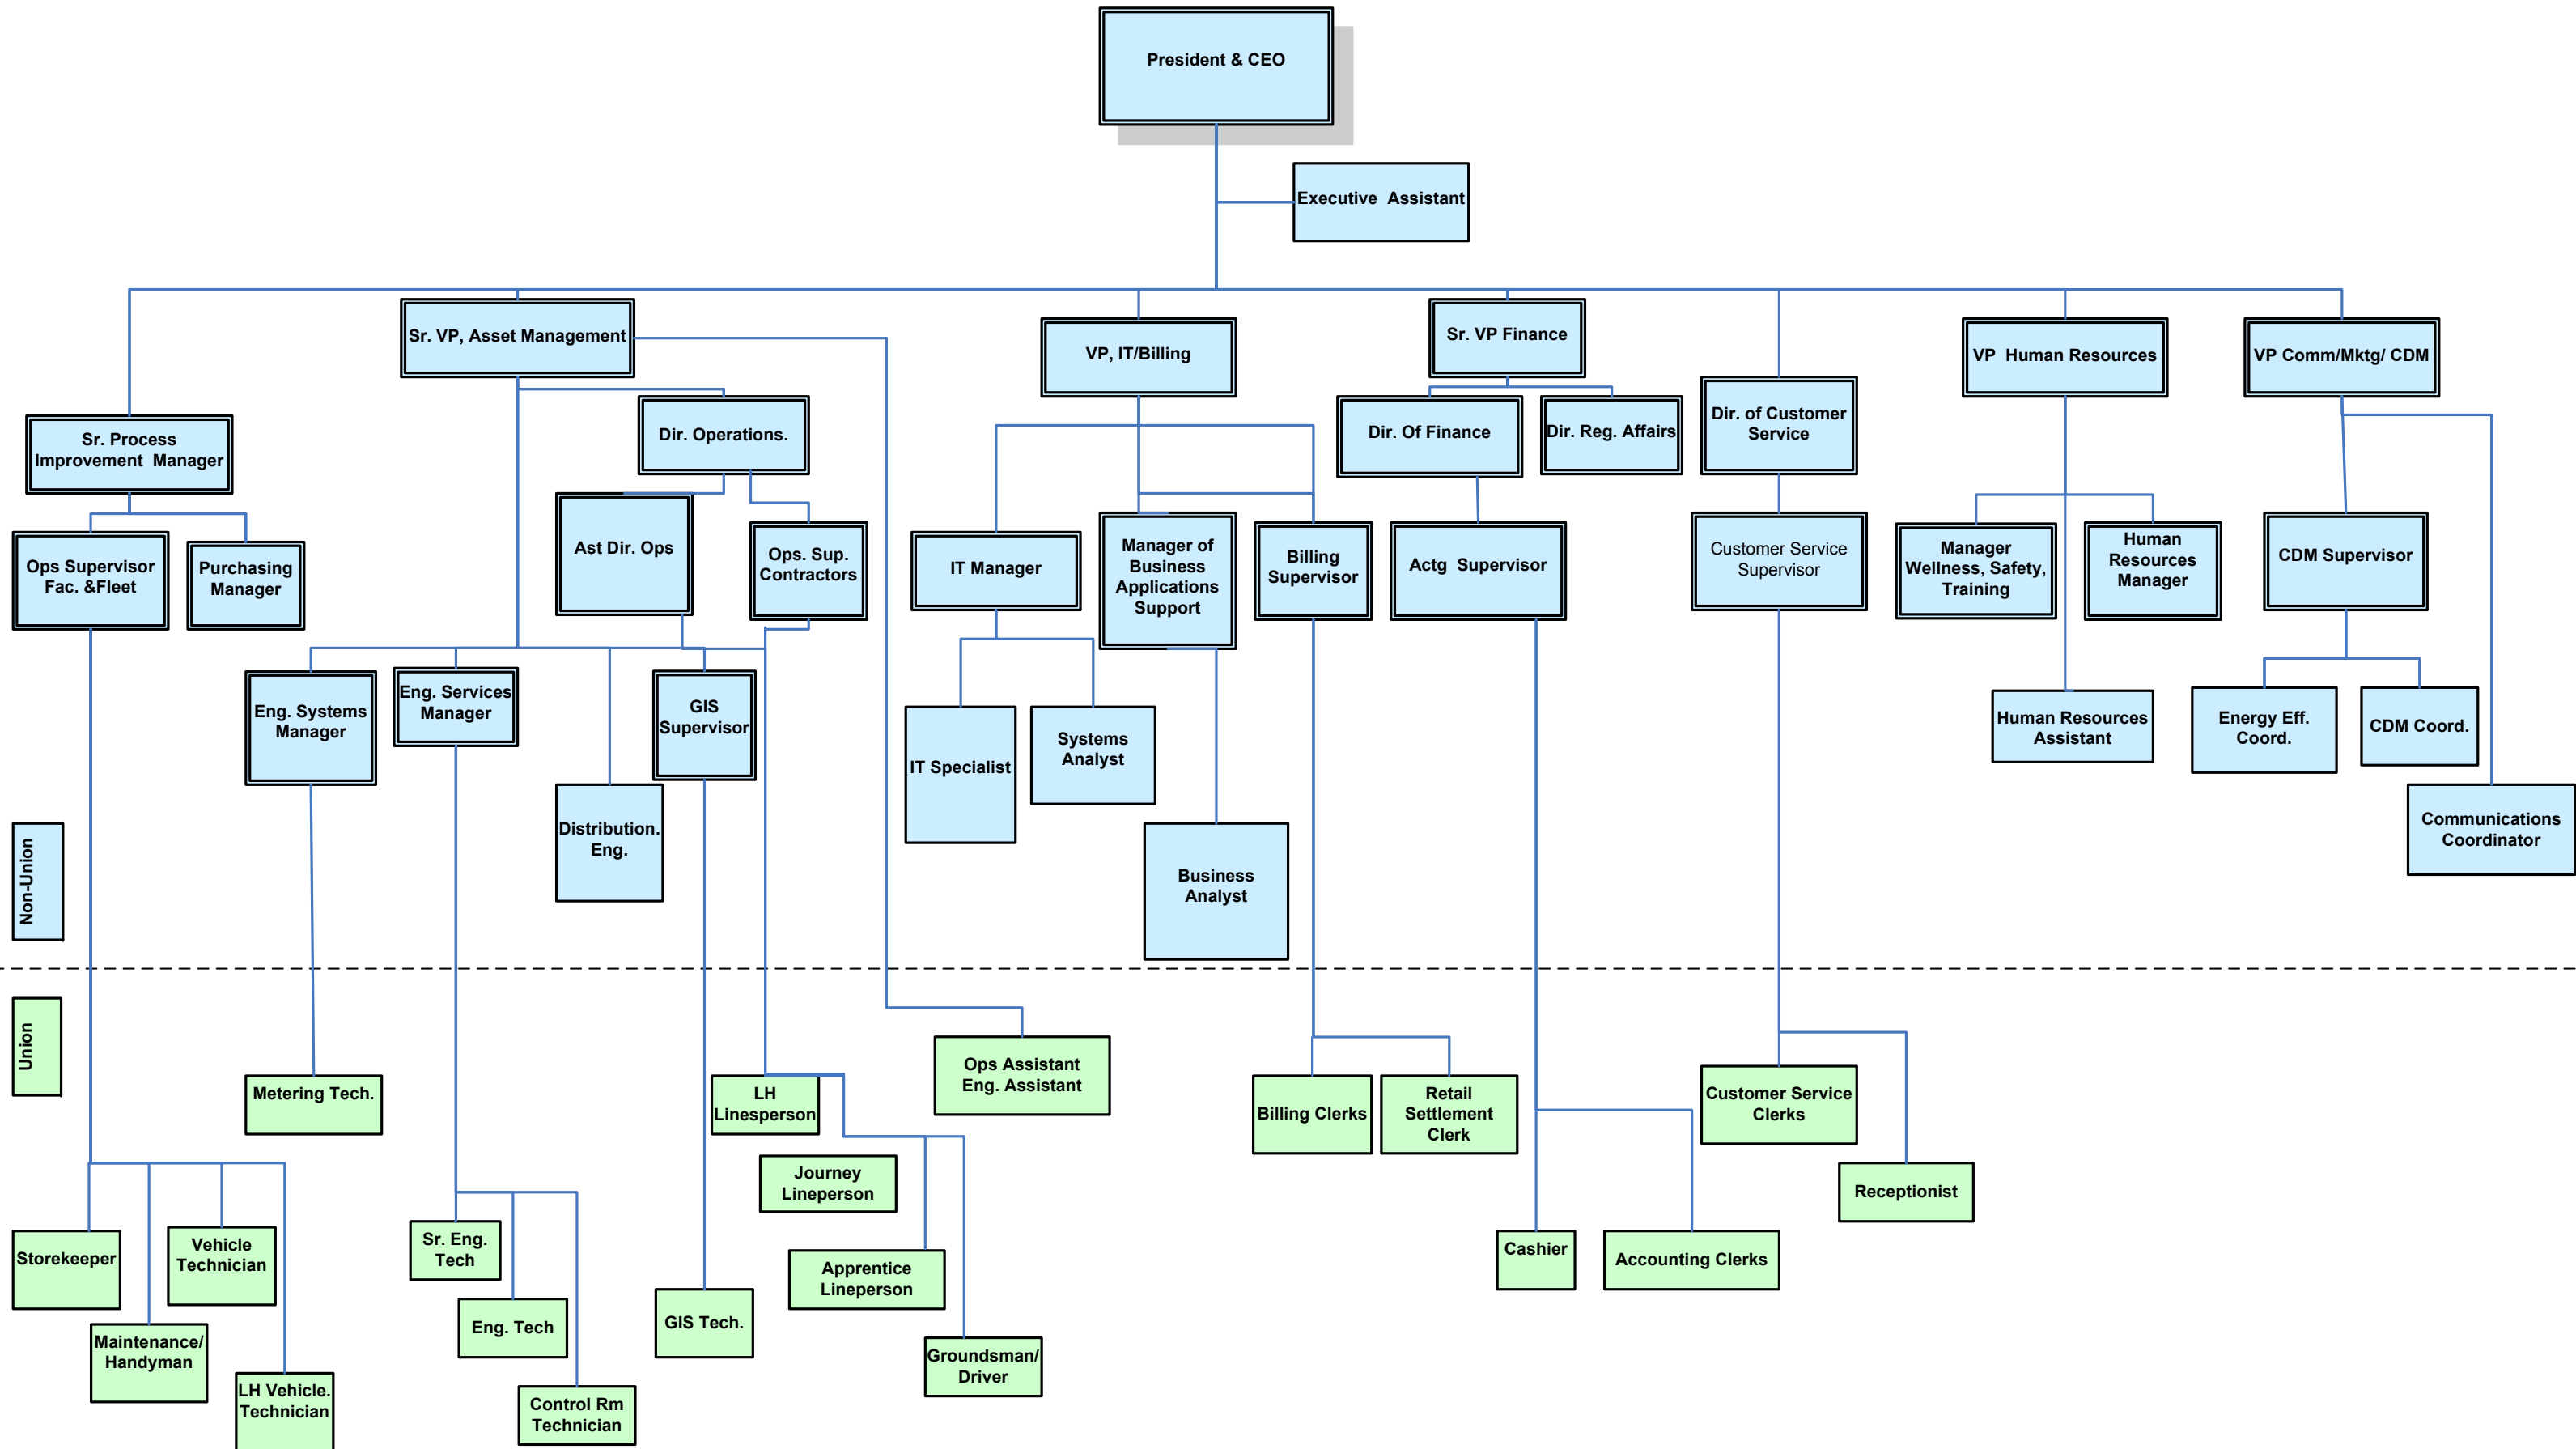 President & CEO
Executive  Assistant
Sr. VP, Asset Management
VP, IT/Billing
Sr. VP Finance
VP  Human Resources
VP Comm/Mktg/ CDM
Sr. Process
Improvement  Manager
Dir. Operations.
Dir. Of Finance
Dir. Reg. Affairs
Dir. of Customer
Service
Ops Supervisor
Fac. &Fleet
Purchasing
Manager
Ast Dir. Ops
Ops. Sup.
Contractors
IT Manager
Manager of
Business
Applications
Support
Billing
Supervisor
Actg  Supervisor
Customer Service
Supervisor
Manager
Wellness, Safety,
Training
Human
Resources
Manager
CDM Supervisor
Eng. Systems
Manager
Eng. Services
Manager
GIS
Supervisor
IT Specialist
Systems
Analyst
Human Resources
Assistant
Energy Eff.
Coord.
CDM Coord.
Distribution.
Eng.
Business
Analyst
Communications
Coordinator
Non-Union
Union
Metering Tech.
LH
Linesperson
Ops Assistant
Eng. Assistant
Billing Clerks
Retail
Settlement
Clerk
Customer Service
Clerks
Journey
Lineperson
Receptionist
Storekeeper
Vehicle
Technician
Sr. Eng.
Tech
Apprentice
Lineperson
Cashier
Accounting Clerks
Maintenance/
Handyman
Eng. Tech
GIS Tech.
Groundsman/
Driver
LH Vehicle.
Technician
Control Rm
Technician